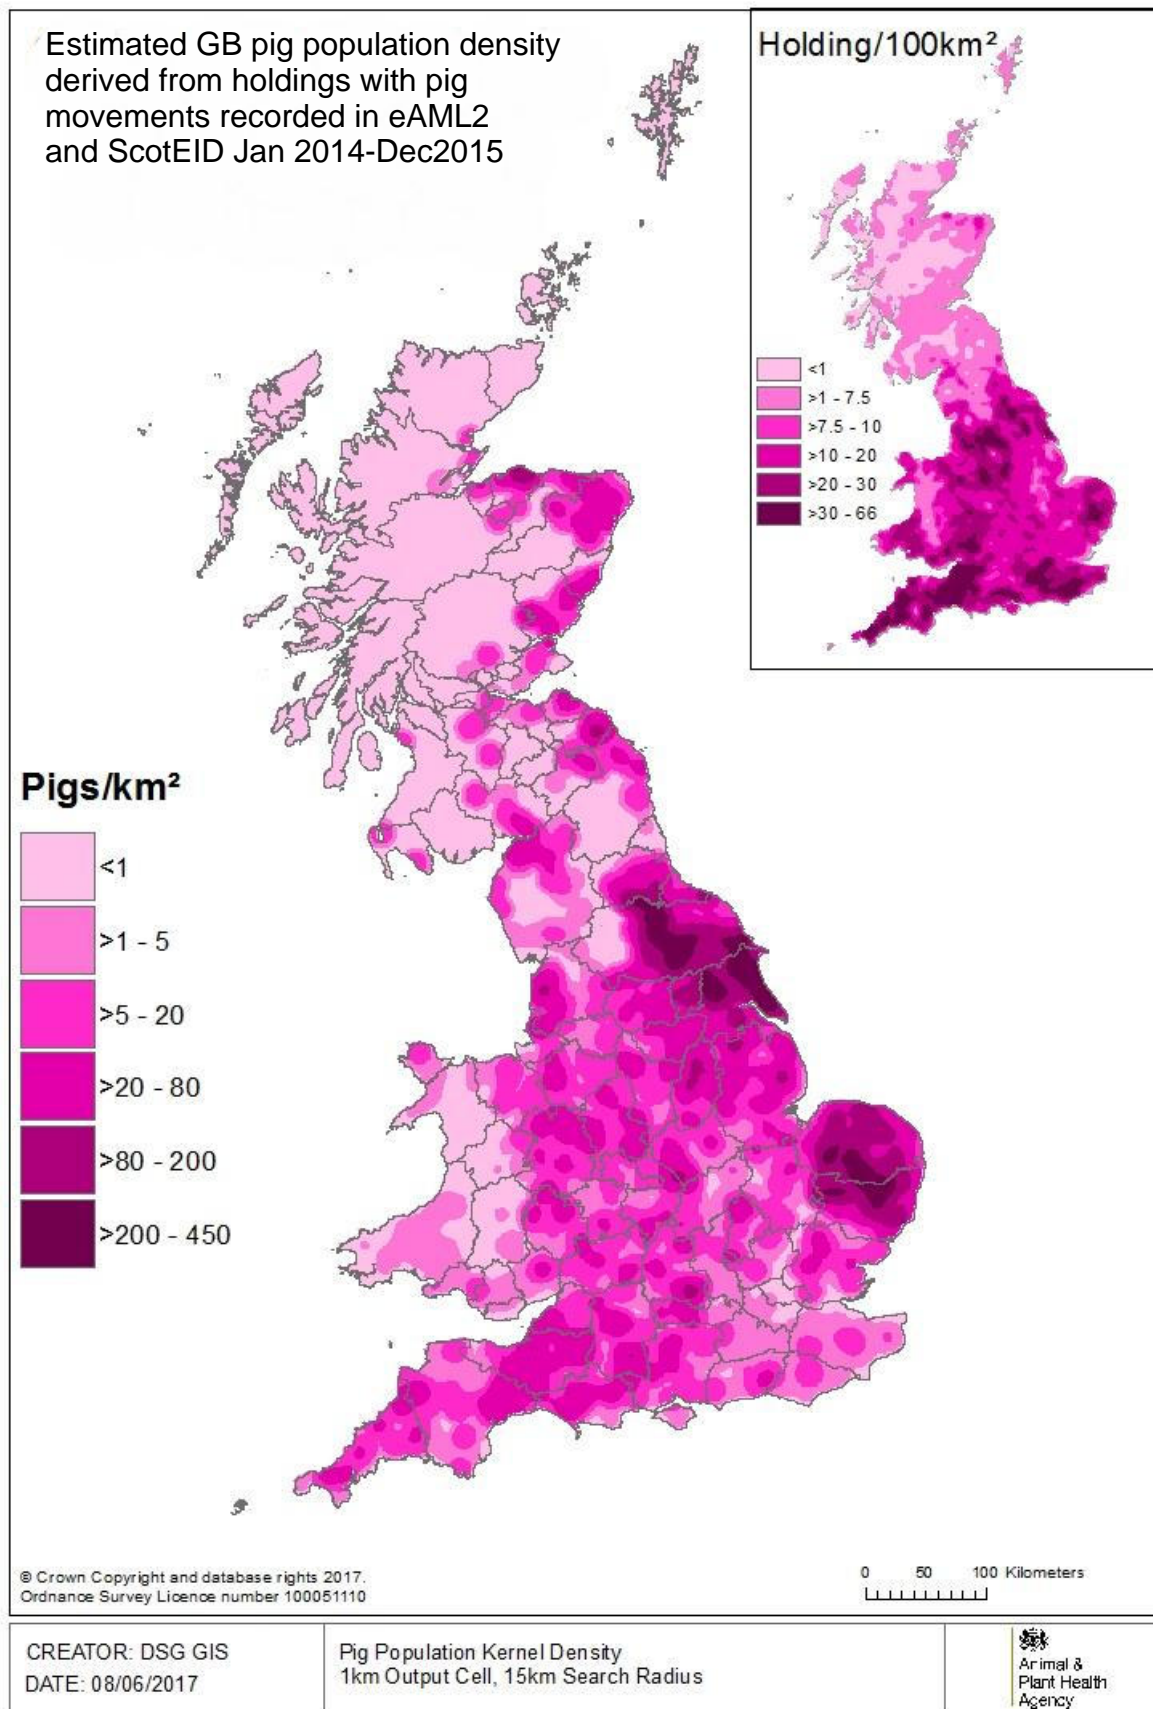 Estimated GB pig population density
derived from holdings with pig
movements recorded in eAML2
and ScotEID Jan 2014-Dec2015
Holding/100km²
<1
>1 - 7.5
>7.5 - 10
>10 - 20
>20 - 30
>30 - 66
Pigs/km²
<1
>1 - 5
>5 - 20
>20 - 80
>80 - 200
>200 - 450
© Crown Copyright and database rights 2017.
Ordnance Survey Licence number 100051110
0 50 100 Kilometers
CREATOR: DSG GIS
DATE: 08/06/2017
Pig Population Kernel Density
1km Output Cell, 15km Search Radius
Animal &
Plant Health
Agency